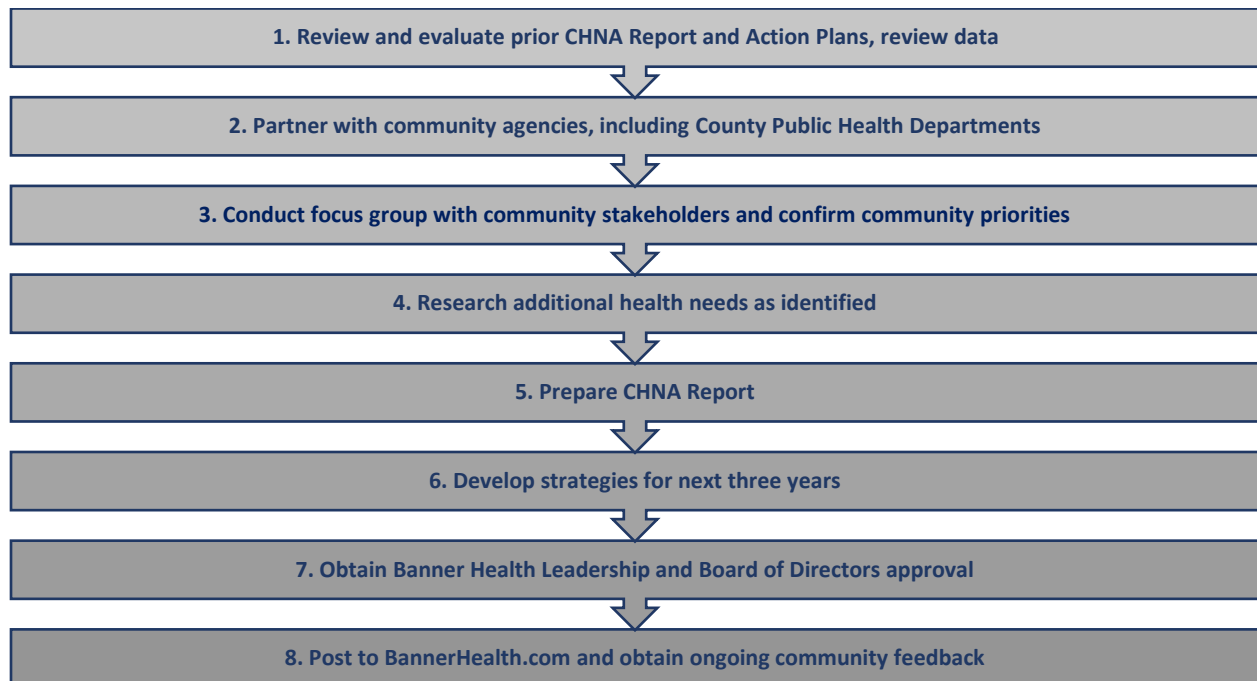 1. Review and evaluate prior CHNA Report and Action Plans, review data
2. Partner with community agencies, including County Public Health Departments
3. Conduct focus group with community stakeholders and confirm community priorities
4. Research additional health needs as identified
5. Prepare CHNA Report
6. Develop strategies for next three years
7. Obtain Banner Health Leadership and Board of Directors approval
8. Post to BannerHealth.com and obtain ongoing community feedback